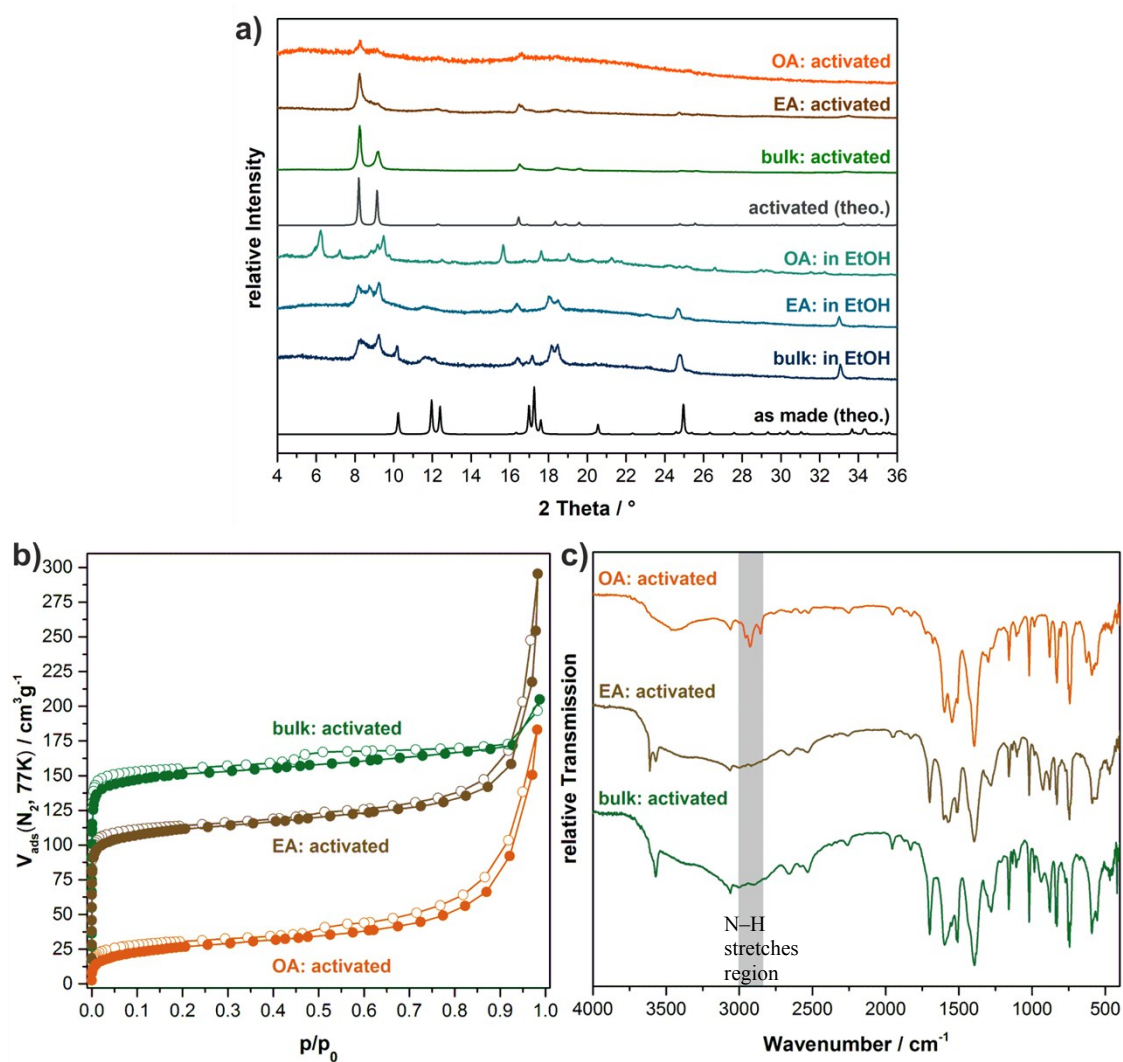 a)
OA: activated
EA: activated
bulk: activated
activated (theo.)
OA: in EtOH
EA: in EtOH
bulk: in EtOH
as made (theo.)
relative Intensity
4 6 8 10 12 14 16 18 20 22 24 26 28 30 32 34 36
2 Theta / °
b)
300
275
250
225
200
175
150
125
100
75
50
25
0
Vads(N2, 77K) / cm3g-1
bulk: activated
EA: activated
OA: activated
0.0 0.1 0.2 0.3 0.4 0.5 0.6 0.7 0.8 0.9 1.0
p/p0
c)
OA: activated
EA: activated
bulk: activated
N–H
stretches
region
relative Transmission
4000 3500 3000 2500 2000 1500 1000 500
Wavenumber / cm-1